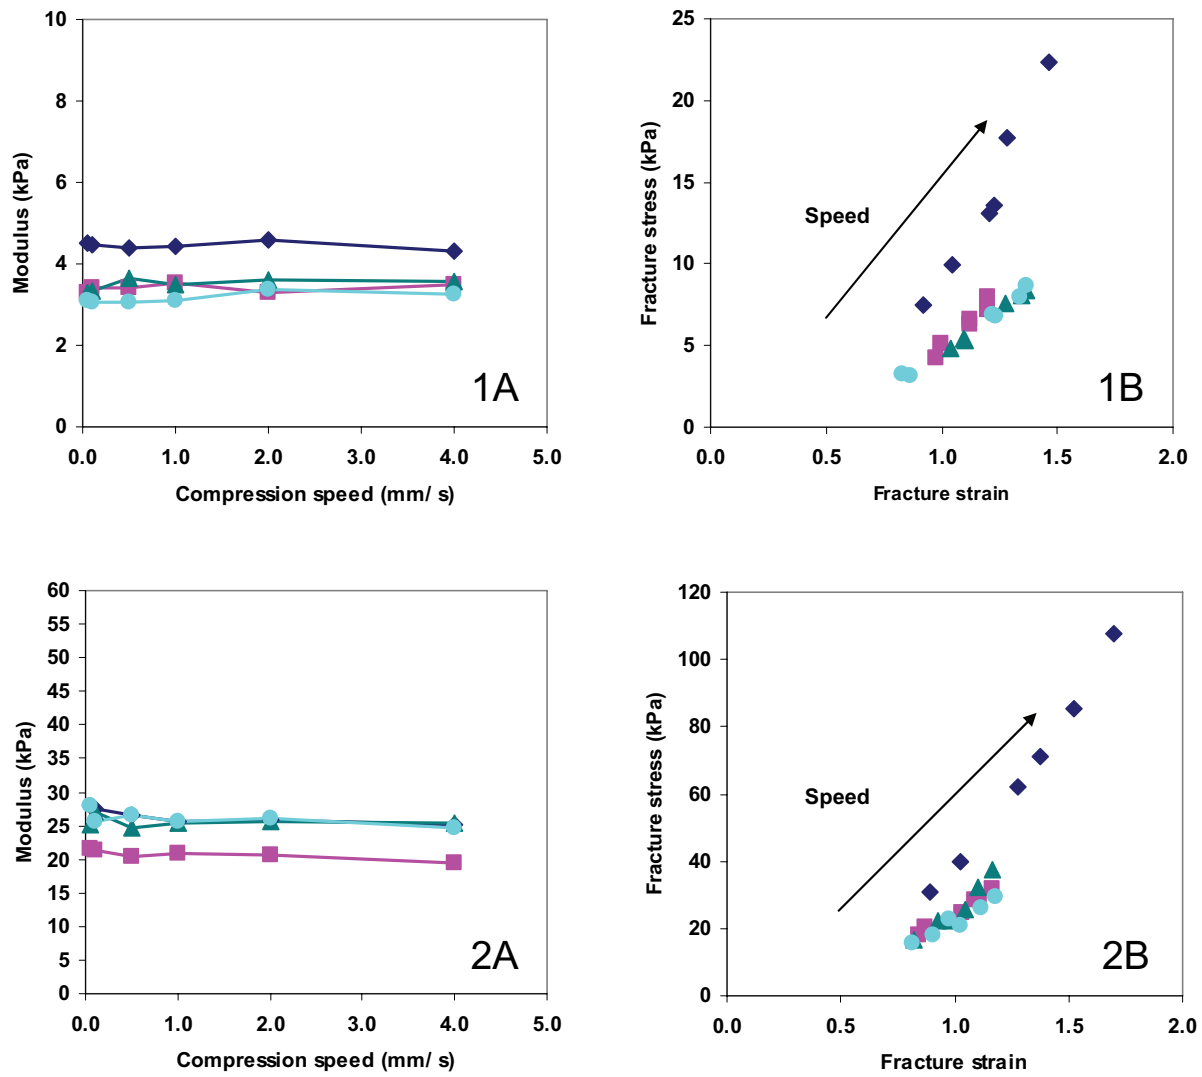 10
8
6
4
2
0
Modulus (kPa)
0.0 1.0 2.0 3.0 4.0 5.0
Compression speed (mm/ s)
1A
25
20
15
10
5
0
Fracture stress (kPa)
Speed
0.0 0.5 1.0 1.5 2.0
Fracture strain
1B
60
55
50
45
40
35
30
25
20
15
10
5
0
Modulus (kPa)
0.0 1.0 2.0 3.0 4.0 5.0
Compression speed (mm/ s)
2A
120
100
80
60
40
20
0
Fracture stress (kPa)
Speed
0.0 0.5 1.0 1.5 2.0
Fracture strain
2B